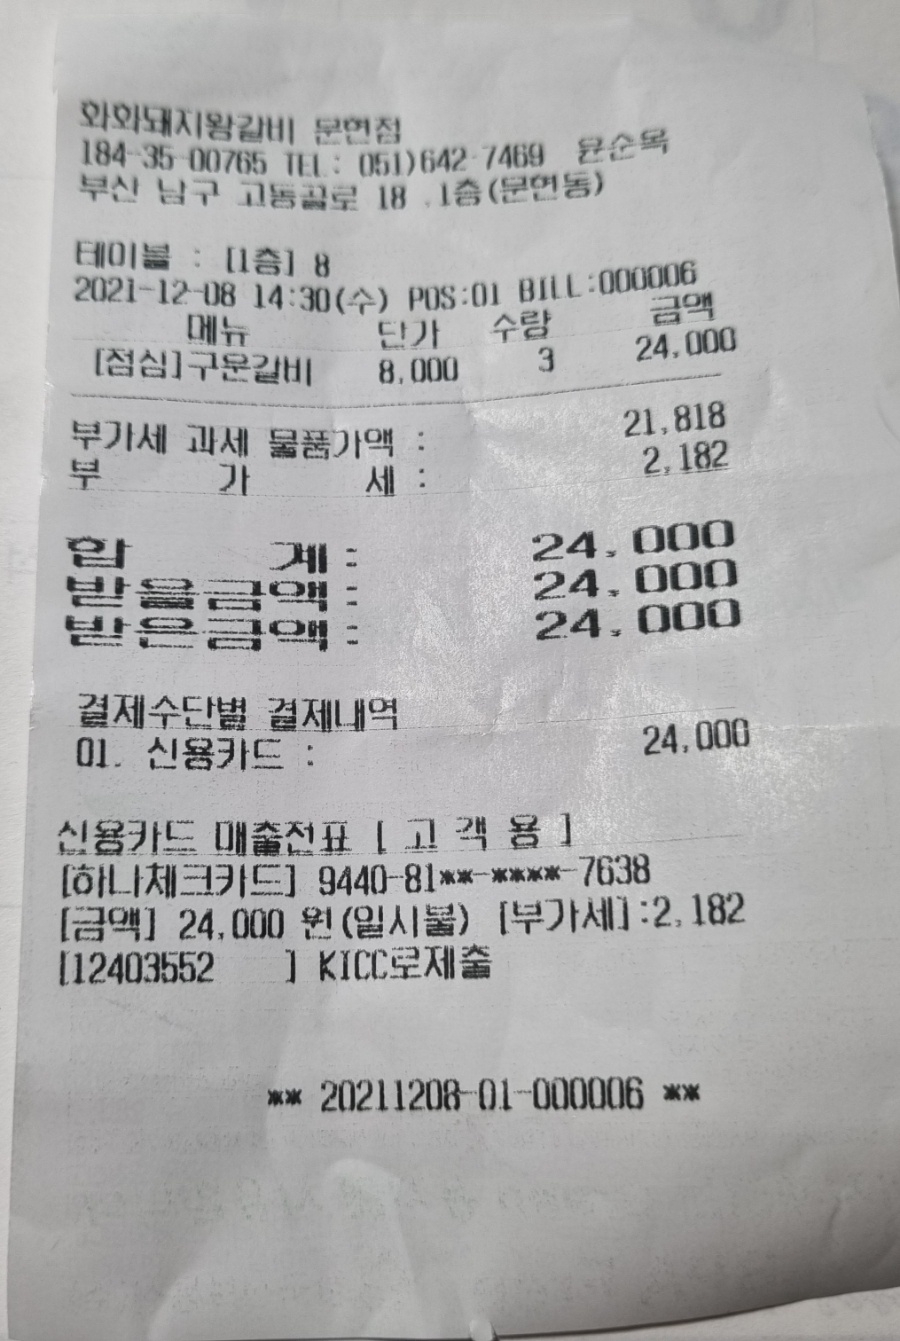 화화돼지왕갈비 문현점
184-35-00765 TEL : 051)642-7469 윤순옥
부산 남구 고동골로 18 , 1층(문현동)
테이블 : [1층] 8
2021-12-08 14:30(수) POS:01 BILL:000006
메뉴 단가 수량 금액
[점심]구운갈비 8,000 3 24,000
부가세 과세 물품가액 : 21,818
부 가 세 : 2,182
합 계 : 24,000
받을금액 : 24,000
받은금액 : 24,000
결제수단별 결제내역
01. 신용카드 : 24,000
신용카드 매출전표 [ 고 객 용 ]
[하나체크카드] 9440-81**-****-7638
[금액] 24,000 원(일시불) [부가세]:2,182
[12403552 ] KICC로제출
** 20211208-01-000006 **